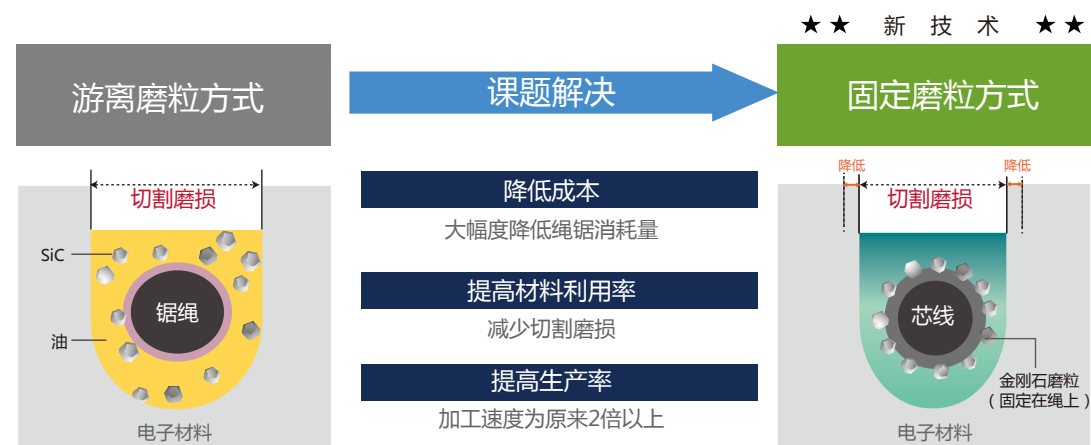 ★★ 新技术 ★★
游离磨粒方式
课题解决
固定磨粒方式
切割磨损
SiC
锯绳
油
电子材料
降低成本
大幅度降低绳锯消耗量
提高材料利用率
减少切割磨损
提高生产率
加工速度为原来2倍以上
降低
降低
切割磨损
芯线
金刚石磨粒
(固定在绳上)
电子材料